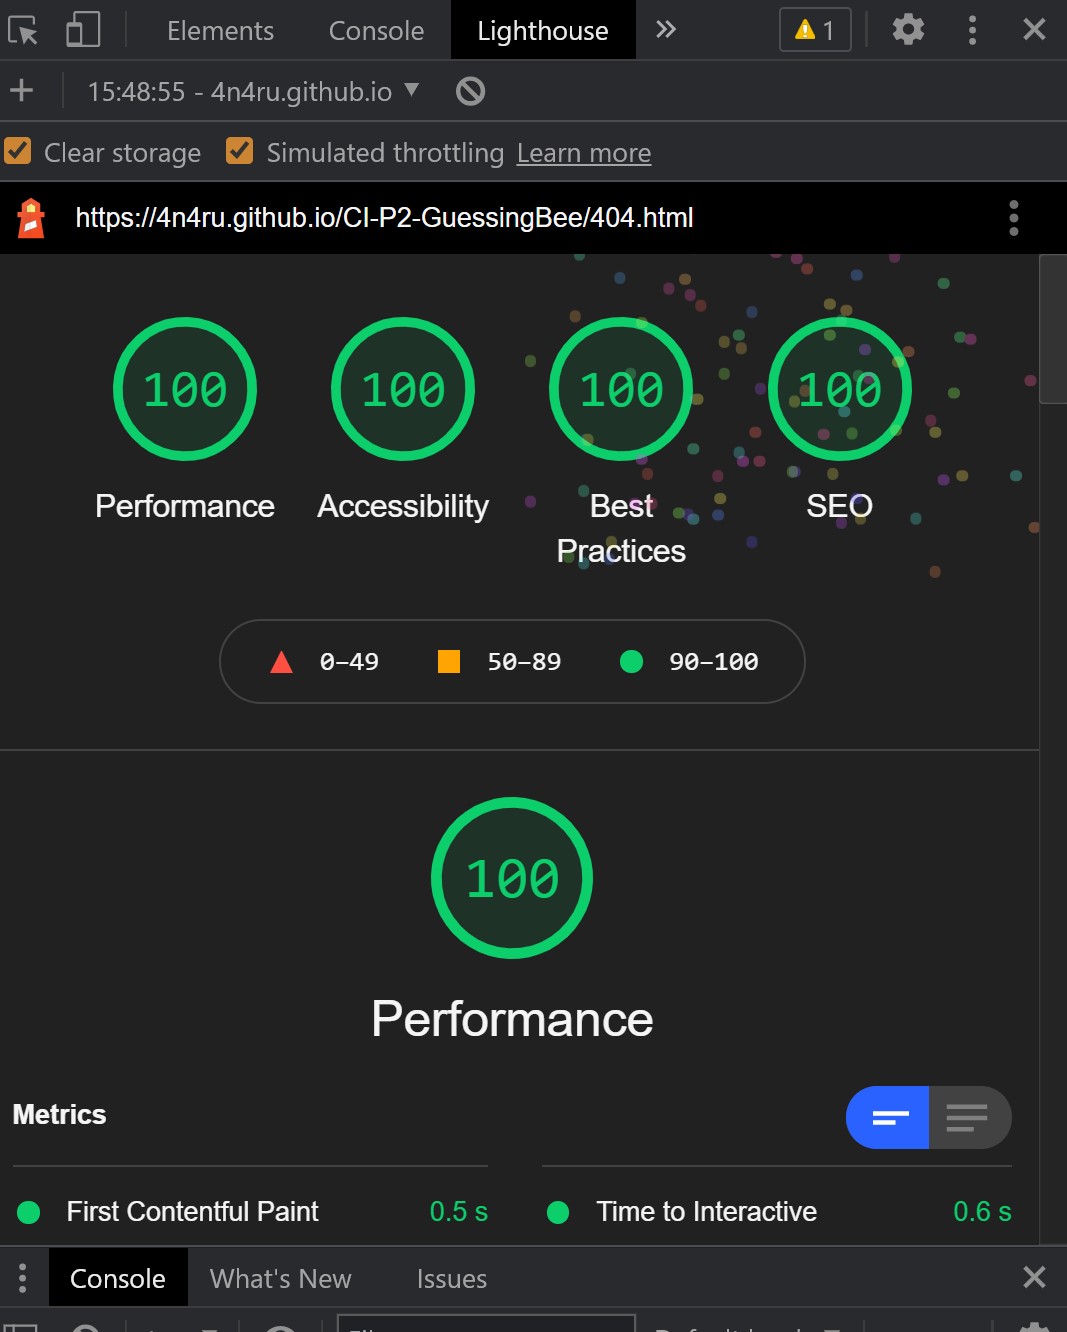 Elements Console Lighthouse 1
15:48:55 - 4n4ru.github.io
Clear storage Simulated throttling Learn more
https://4n4ru.github.io/CI-P2-GuessingBee/404.html
100 100 100 100
Performance Accessibility Best Practices SEO
0–49 50–89 90–100
100
Performance
Metrics
First Contentful Paint 0.5 s Time to Interactive 0.6 s
Console What's New Issues